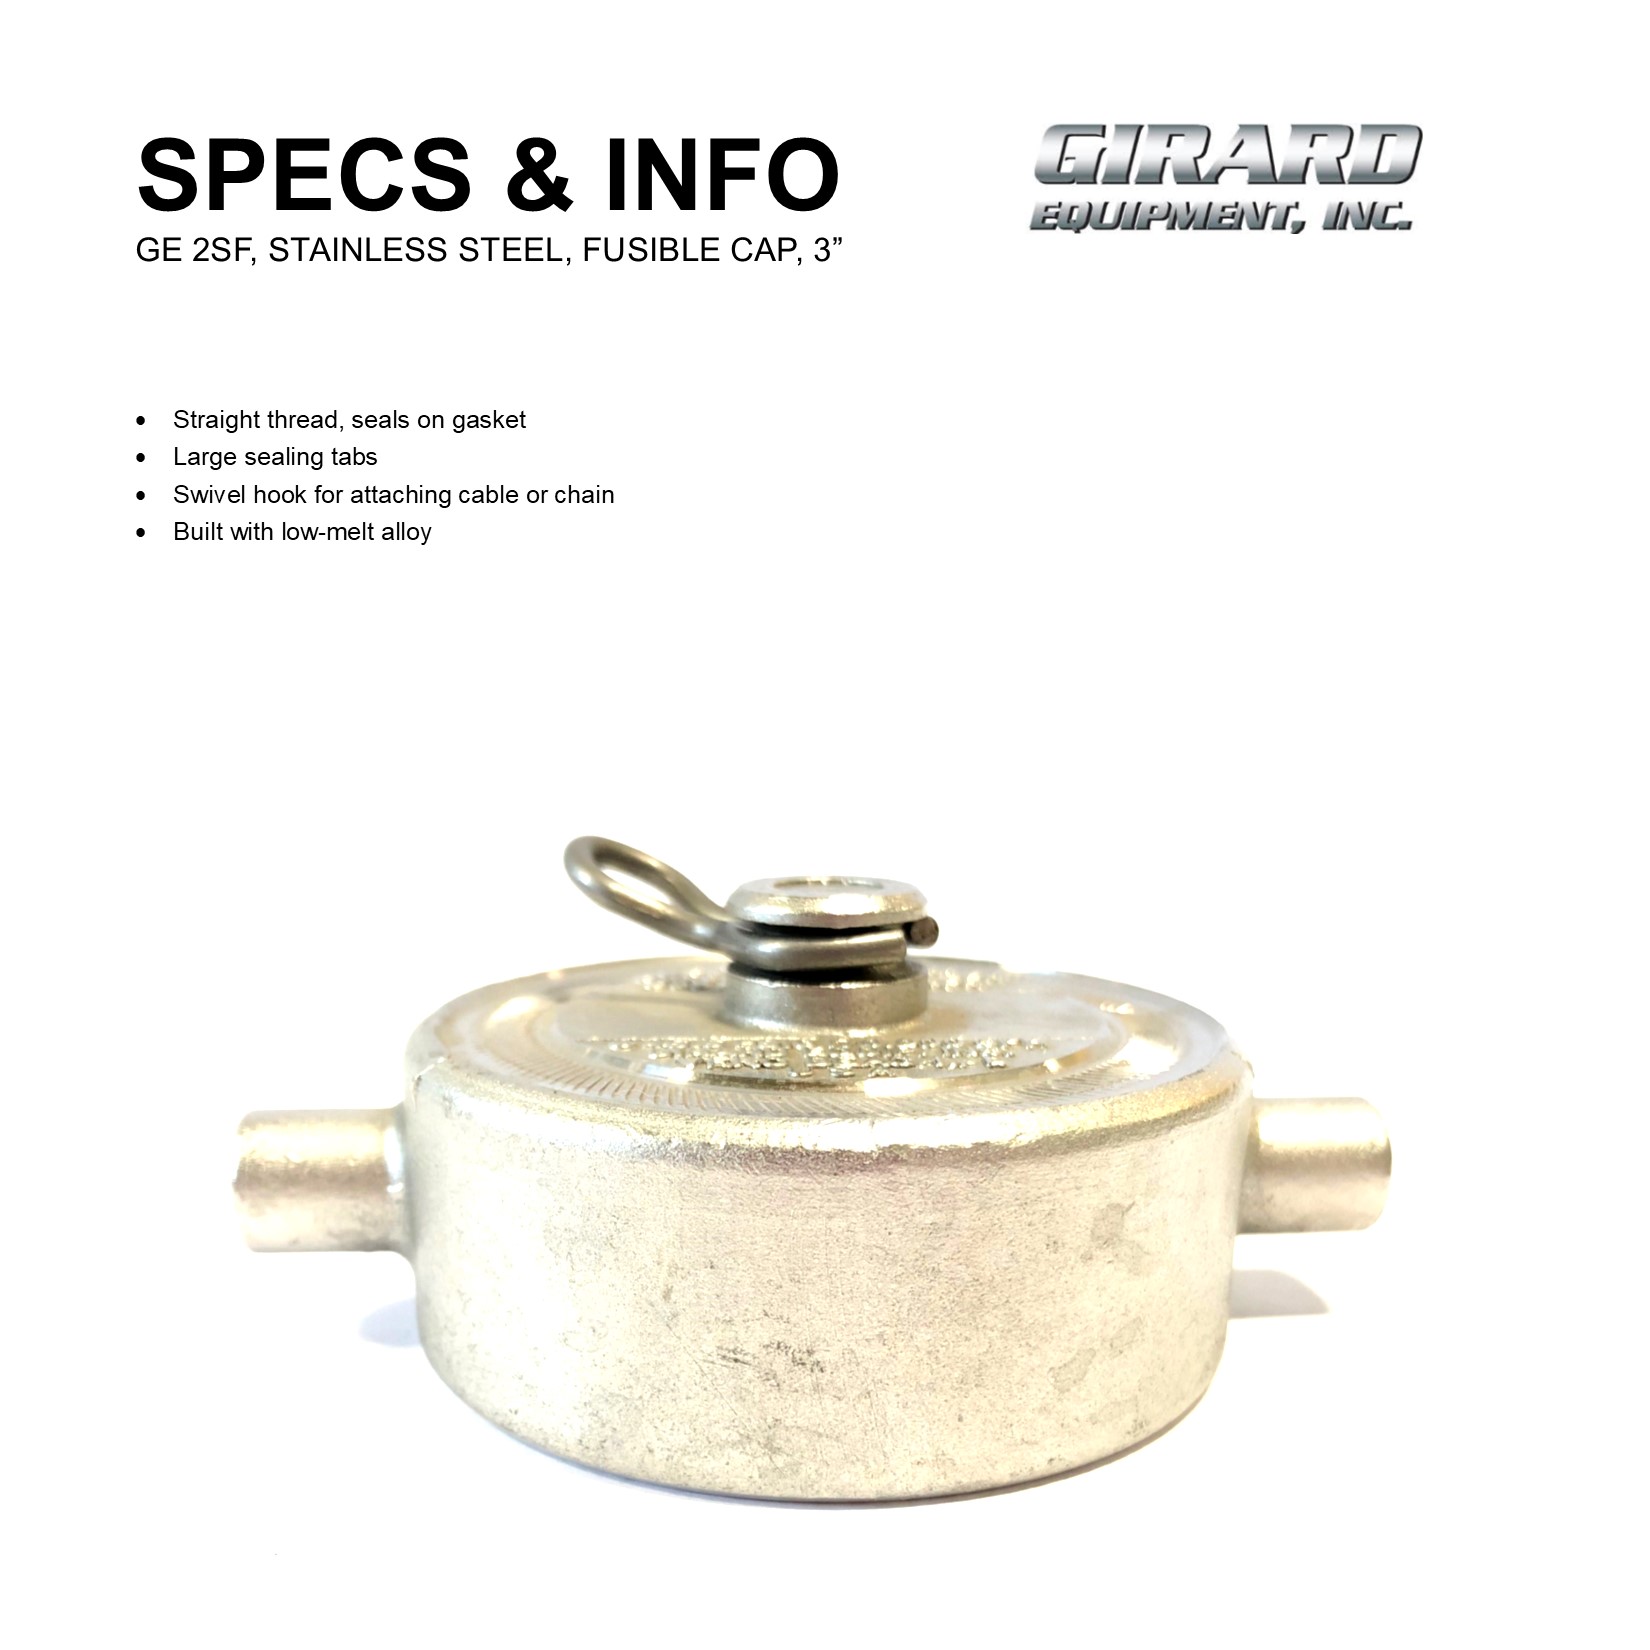 SPECS & INFO
GE 2SF, STAINLESS STEEL, FUSIBLE CAP, 3”
GIRARD
EQUIPMENT, INC.
• Straight thread, seals on gasket
• Large sealing tabs
• Swivel hook for attaching cable or chain
• Built with low-melt alloy